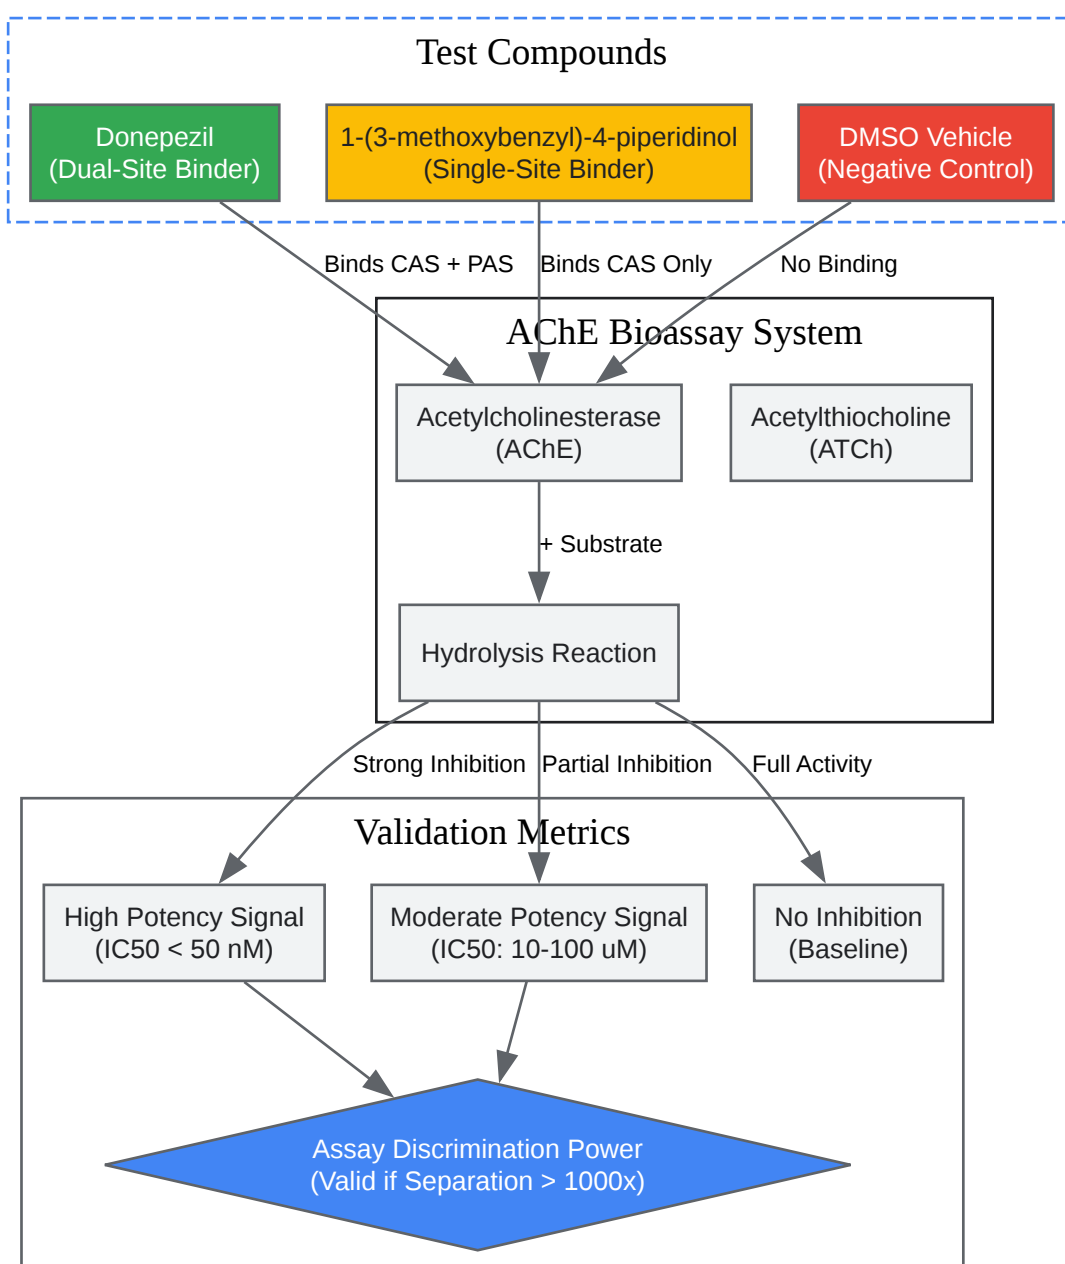 Test Compounds
Donepezil
(Dual-Site Binder)
1-(3-methoxybenzyl)-4-piperidinol
(Single-Site Binder)
DMSO Vehicle
(Negative Control)
Binds CAS + PAS
Binds CAS Only
No Binding
AChE Bioassay System
Acetylcholinesterase
(AChE)
Acetylthiocholine
(ATCh)
+ Substrate
Hydrolysis Reaction
Strong Inhibition
Partial Inhibition
Full Activity
Validation Metrics
High Potency Signal
(IC50 < 50 nM)
Moderate Potency Signal
(IC50: 10-100 uM)
No Inhibition
(Baseline)
Assay Discrimination Power
(Valid if Separation > 1000x)